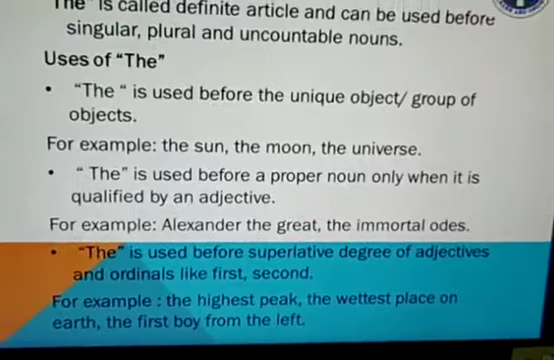 The" is called definite article and can be used before
singular, plural and uncountable nouns.
Uses of "The"
• "The " is used before the unique object/ group of
objects.
For example: the sun, the moon, the universe.
• " The" is used before a proper noun only when it is
qualified by an adjective.
For example: Alexander the great, the immortal odes.
• "The" is used before superlative degree of adjectives
and ordinals like first, second.
For example : the highest peak, the wettest place on
earth, the first boy from the left.